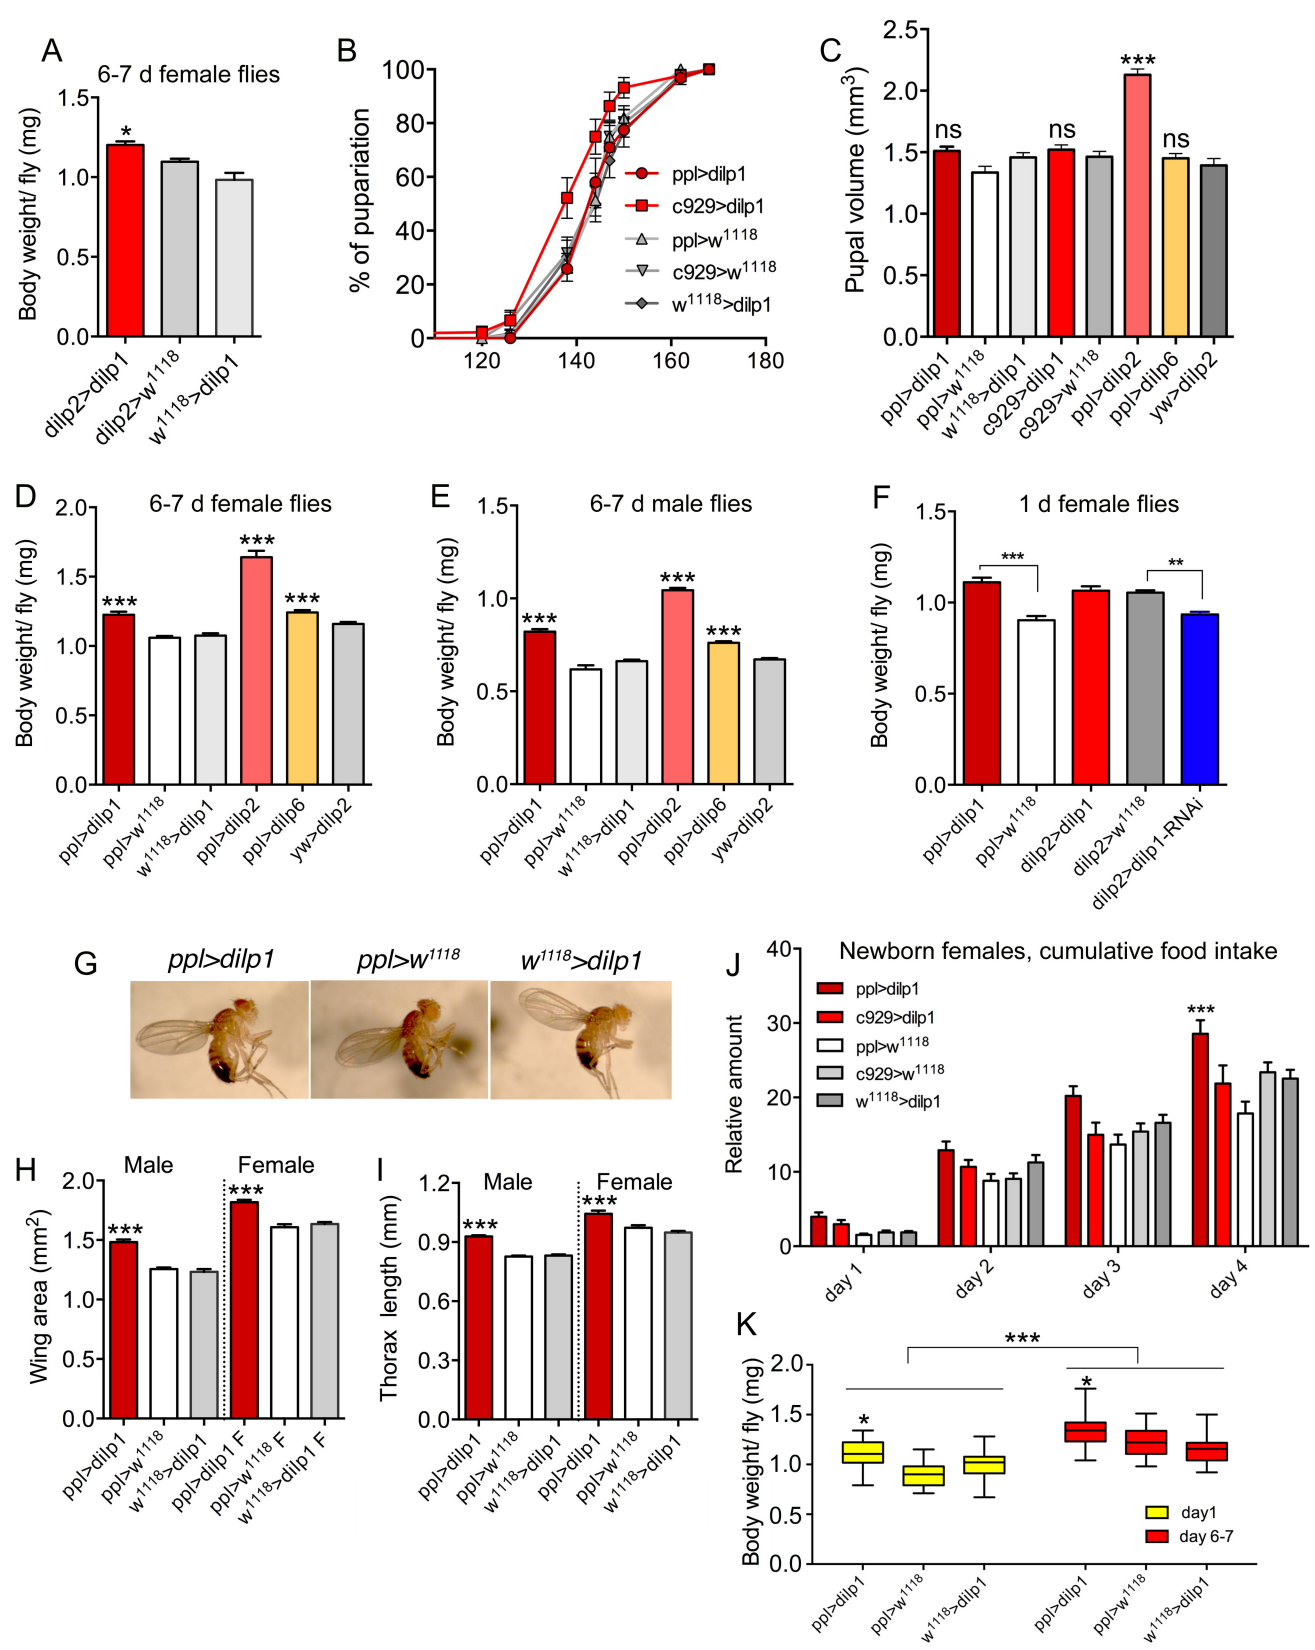 A
6-7 d female flies
Body weight/ fly (mg)
1.5
1.0
0.5
0.0
*
dilp2>dilp1
dilp2>w1118
w1118>dilp1
B
% of pupariation
100
80
60
40
20
0
120
140
160
180
ppl>dilp1
c929>dilp1
ppl>w1118
c929>w1118
w1118>dilp1
C
Pupal volume (mm3)
2.5
2.0
1.5
1.0
0.5
0.0
ns
ns
***
ns
ppl>dilp1
ppl>w1118
w1118>dilp1
c929>dilp1
c929>w1118
ppl>dilp2
ppl>dilp6
yw>dilp2
D
6-7 d female flies
Body weight/ fly (mg)
2.0
1.5
1.0
0.5
0.0
***
***
***
ppl>dilp1
ppl>w1118
w1118>dilp1
ppl>dilp2
ppl>dilp6
yw>dilp2
E
6-7 d male flies
Body weight/ fly (mg)
1.5
1.0
0.5
0.0
***
***
***
ppl>dilp1
ppl>w1118
w1118>dilp1
ppl>dilp2
ppl>dilp6
yw>dilp2
F
1 d female flies
Body weight/ fly (mg)
1.5
1.0
0.5
0.0
***
**
ppl>dilp1
ppl>w1118
dilp2>dilp1
dilp2>w1118
dilp2>dilp1-RNAi
G
ppl>dilp1
ppl>w1118
w1118>dilp1
H
Male
Female
Wing area (mm2)
2.0
1.5
1.0
0.5
0.0
***
***
ppl>dilp1
ppl>w1118
w1118>dilp1
ppl>dilp1 F
ppl>w1118 F
w1118>dilp1 F
I
Male
Female
Thorax length (mm)
1.2
0.9
0.6
0.3
0.0
***
***
ppl>dilp1
ppl>w1118
w1118>dilp1
ppl>dilp1
ppl>w1118
w1118>dilp1
J
Newborn females, cumulative food intake
Relative amount
40
30
20
10
0
ppl>dilp1
c929>dilp1
ppl>w1118
c929>w1118
w1118>dilp1
***
day 1
day 2
day 3
day 4
K
Body weight/ fly (mg)
2.0
1.5
1.0
0.5
0.0
***
*
*
day1
day 6-7
ppl>dilp1
ppl>w1118
w1118>dilp1
ppl>dilp1
ppl>w1118
w1118>dilp1